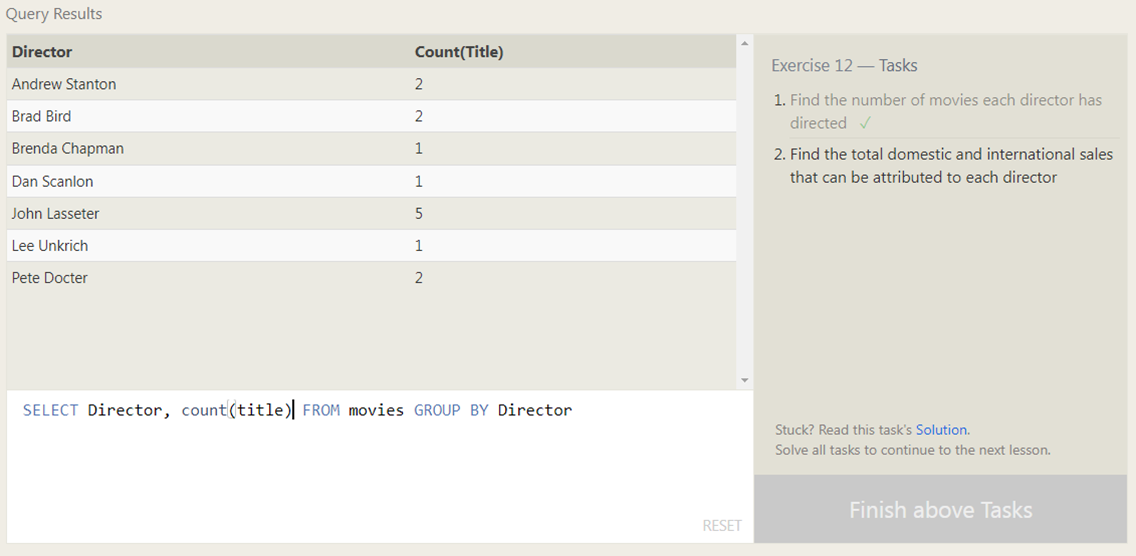 Query Results
Director Count(Title)
Andrew Stanton 2
Brad Bird 2
Brenda Chapman 1
Dan Scanlon 1
John Lasseter 5
Lee Unkrich 1
Pete Docter 2
SELECT Director, count(title) FROM movies GROUP BY Director
RESET
Exercise 12 — Tasks
1. Find the number of movies each director has
directed ✓
2. Find the total domestic and international sales
that can be attributed to each director
Stuck? Read this task's Solution.
Solve all tasks to continue to the next lesson.
Finish above Tasks